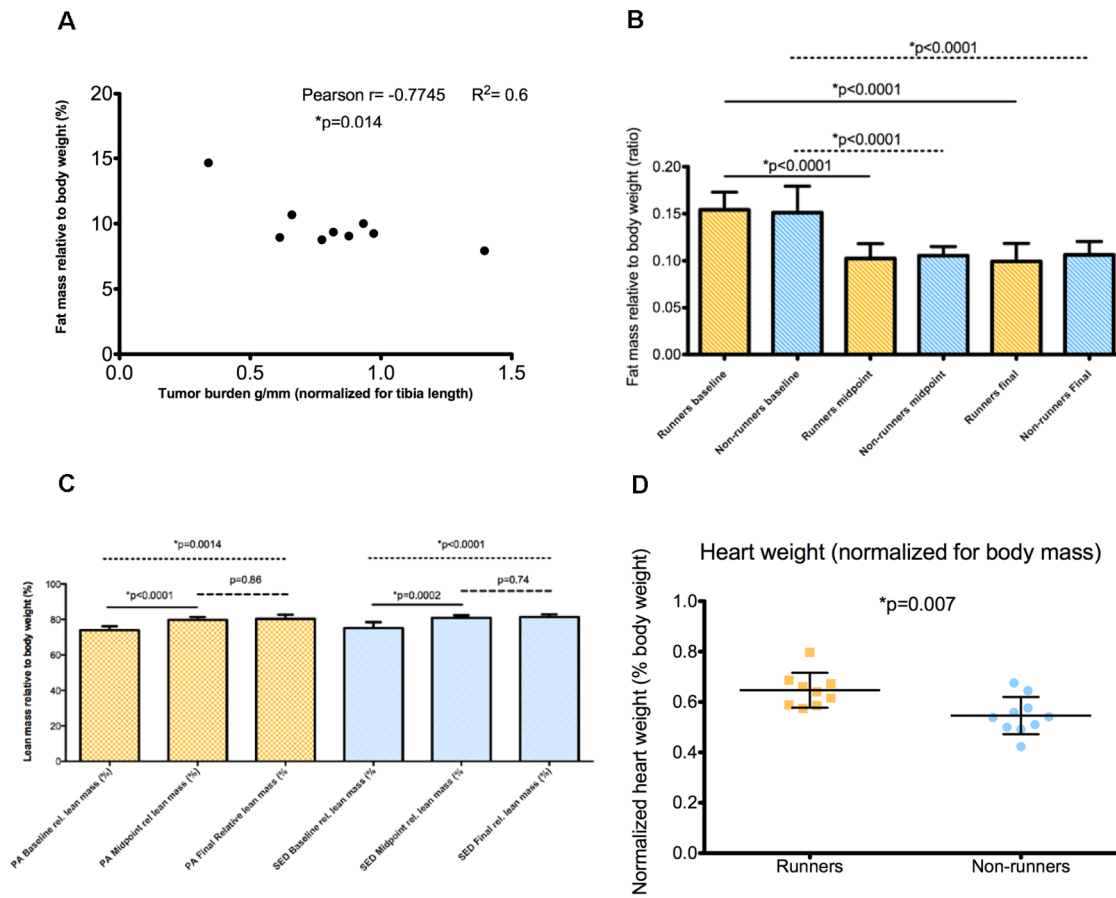 A
Pearson r= -0.7745 R²= 0.6
*p=0.014
Fat mass relative to body weight (%)
20
15
10
5
0
0.0 0.5 1.0 1.5
Tumor burden g/mm (normalized for tibia length)
B
*p<0.0001
*p<0.0001
*p<0.0001
*p<0.0001
Fat mass relative to body weight (ratio)
0.20
0.15
0.10
0.05
0.00
Runners baseline
Non-runners baseline
Runners midpoint
Non-runners midpoint
Runners final
Non-runners Final
C
*p=0.0014 *p<0.0001
p=0.86 p=0.74
*p<0.0001 *p=0.0002
Lean mass relative to body weight (%)
100
80
60
40
20
0
PA Baseline rel. lean mass (%)
PA Midpoint rel lean mass (%)
PA Final Relative lean mass (%
SED Baseline rel. lean mass (%
SED Midpoint rel. lean mass (%
SED Final rel. lean mass (%)
D
Heart weight (normalized for body mass)
*p=0.007
Normalized heart weight (% body weight)
1.0
0.8
0.6
0.4
0.2
0.0
Runners Non-runners